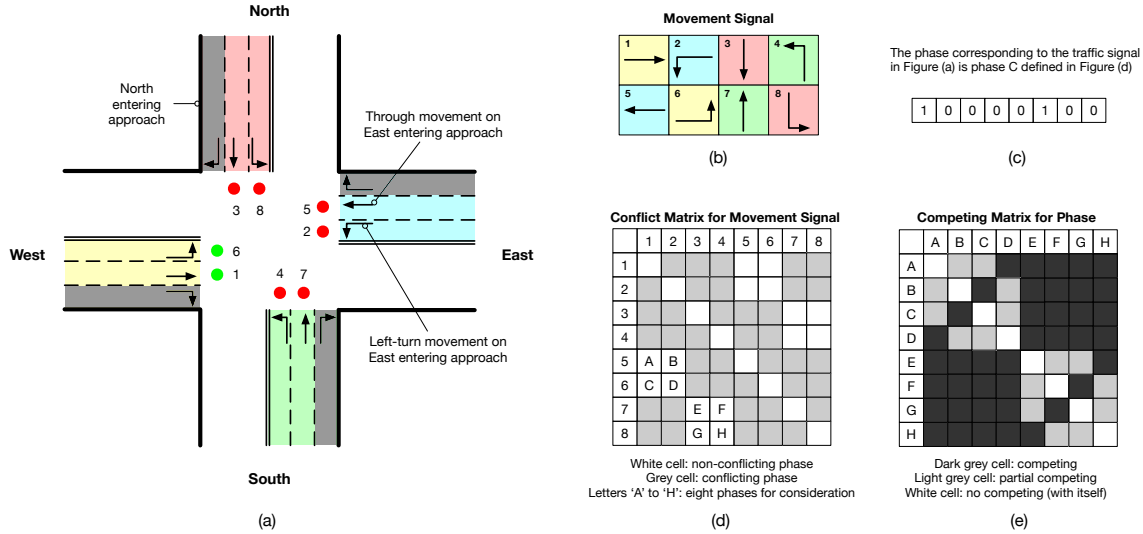 North
North
entering
approach
Through movement on
East entering approach
3 8
5
2
6
1
West
East
4 7
Left-turn movement on
East entering approach
South
(a)
Movement Signal
1 2 3 4
5 6 7 8
(b)
The phase corresponding to the traffic signal
in Figure (a) is phase C defined in Figure (d)
1 0 0 0 0 1 0 0
(c)
Conflict Matrix for Movement Signal
1 2 3 4 5 6 7 8
1
2
3
4
5 A B
6 C D
7 E F
8 G H
White cell: non-conflicting phase
Grey cell: conflicting phase
Letters ‘A’ to ‘H’: eight phases for consideration
(d)
Competing Matrix for Phase
A B C D E F G H
A
B
C
D
E
F
G
H
Dark grey cell: competing
Light grey cell: partial competing
White cell: no competing (with itself)
(e)